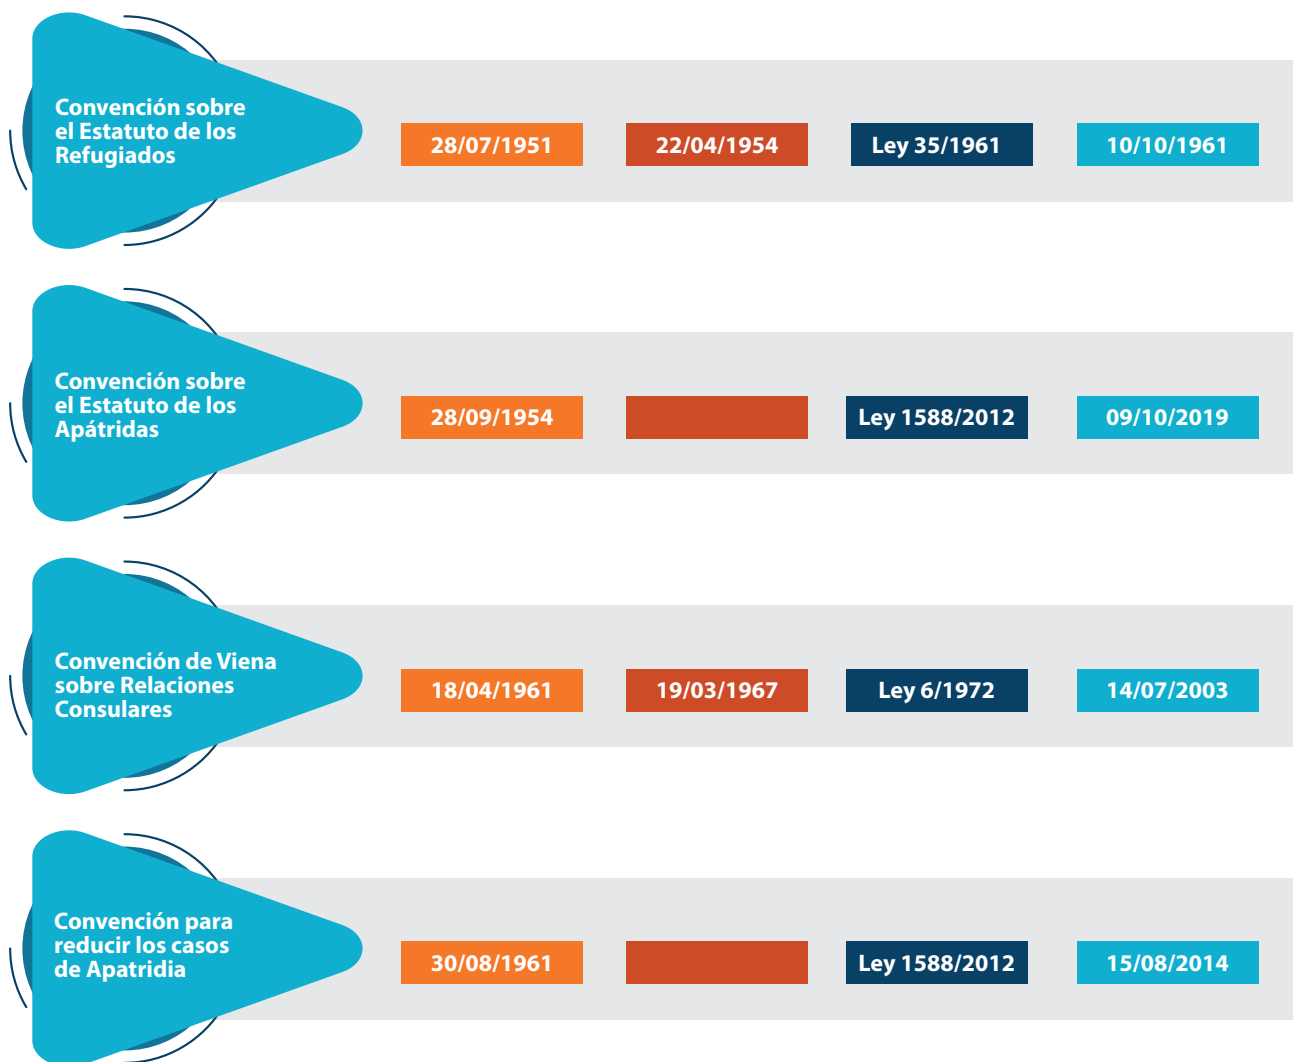 Convención sobre
el Estatuto de los
Refugiados
28/07/1951
22/04/1954
Ley 35/1961
10/10/1961
Convención sobre
el Estatuto de los
Apátridas
28/09/1954
Ley 1588/2012
09/10/2019
Convención de Viena
sobre Relaciones
Consulares
18/04/1961
19/03/1967
Ley 6/1972
14/07/2003
Convención para
reducir los casos
de Apatridia
30/08/1961
Ley 1588/2012
15/08/2014